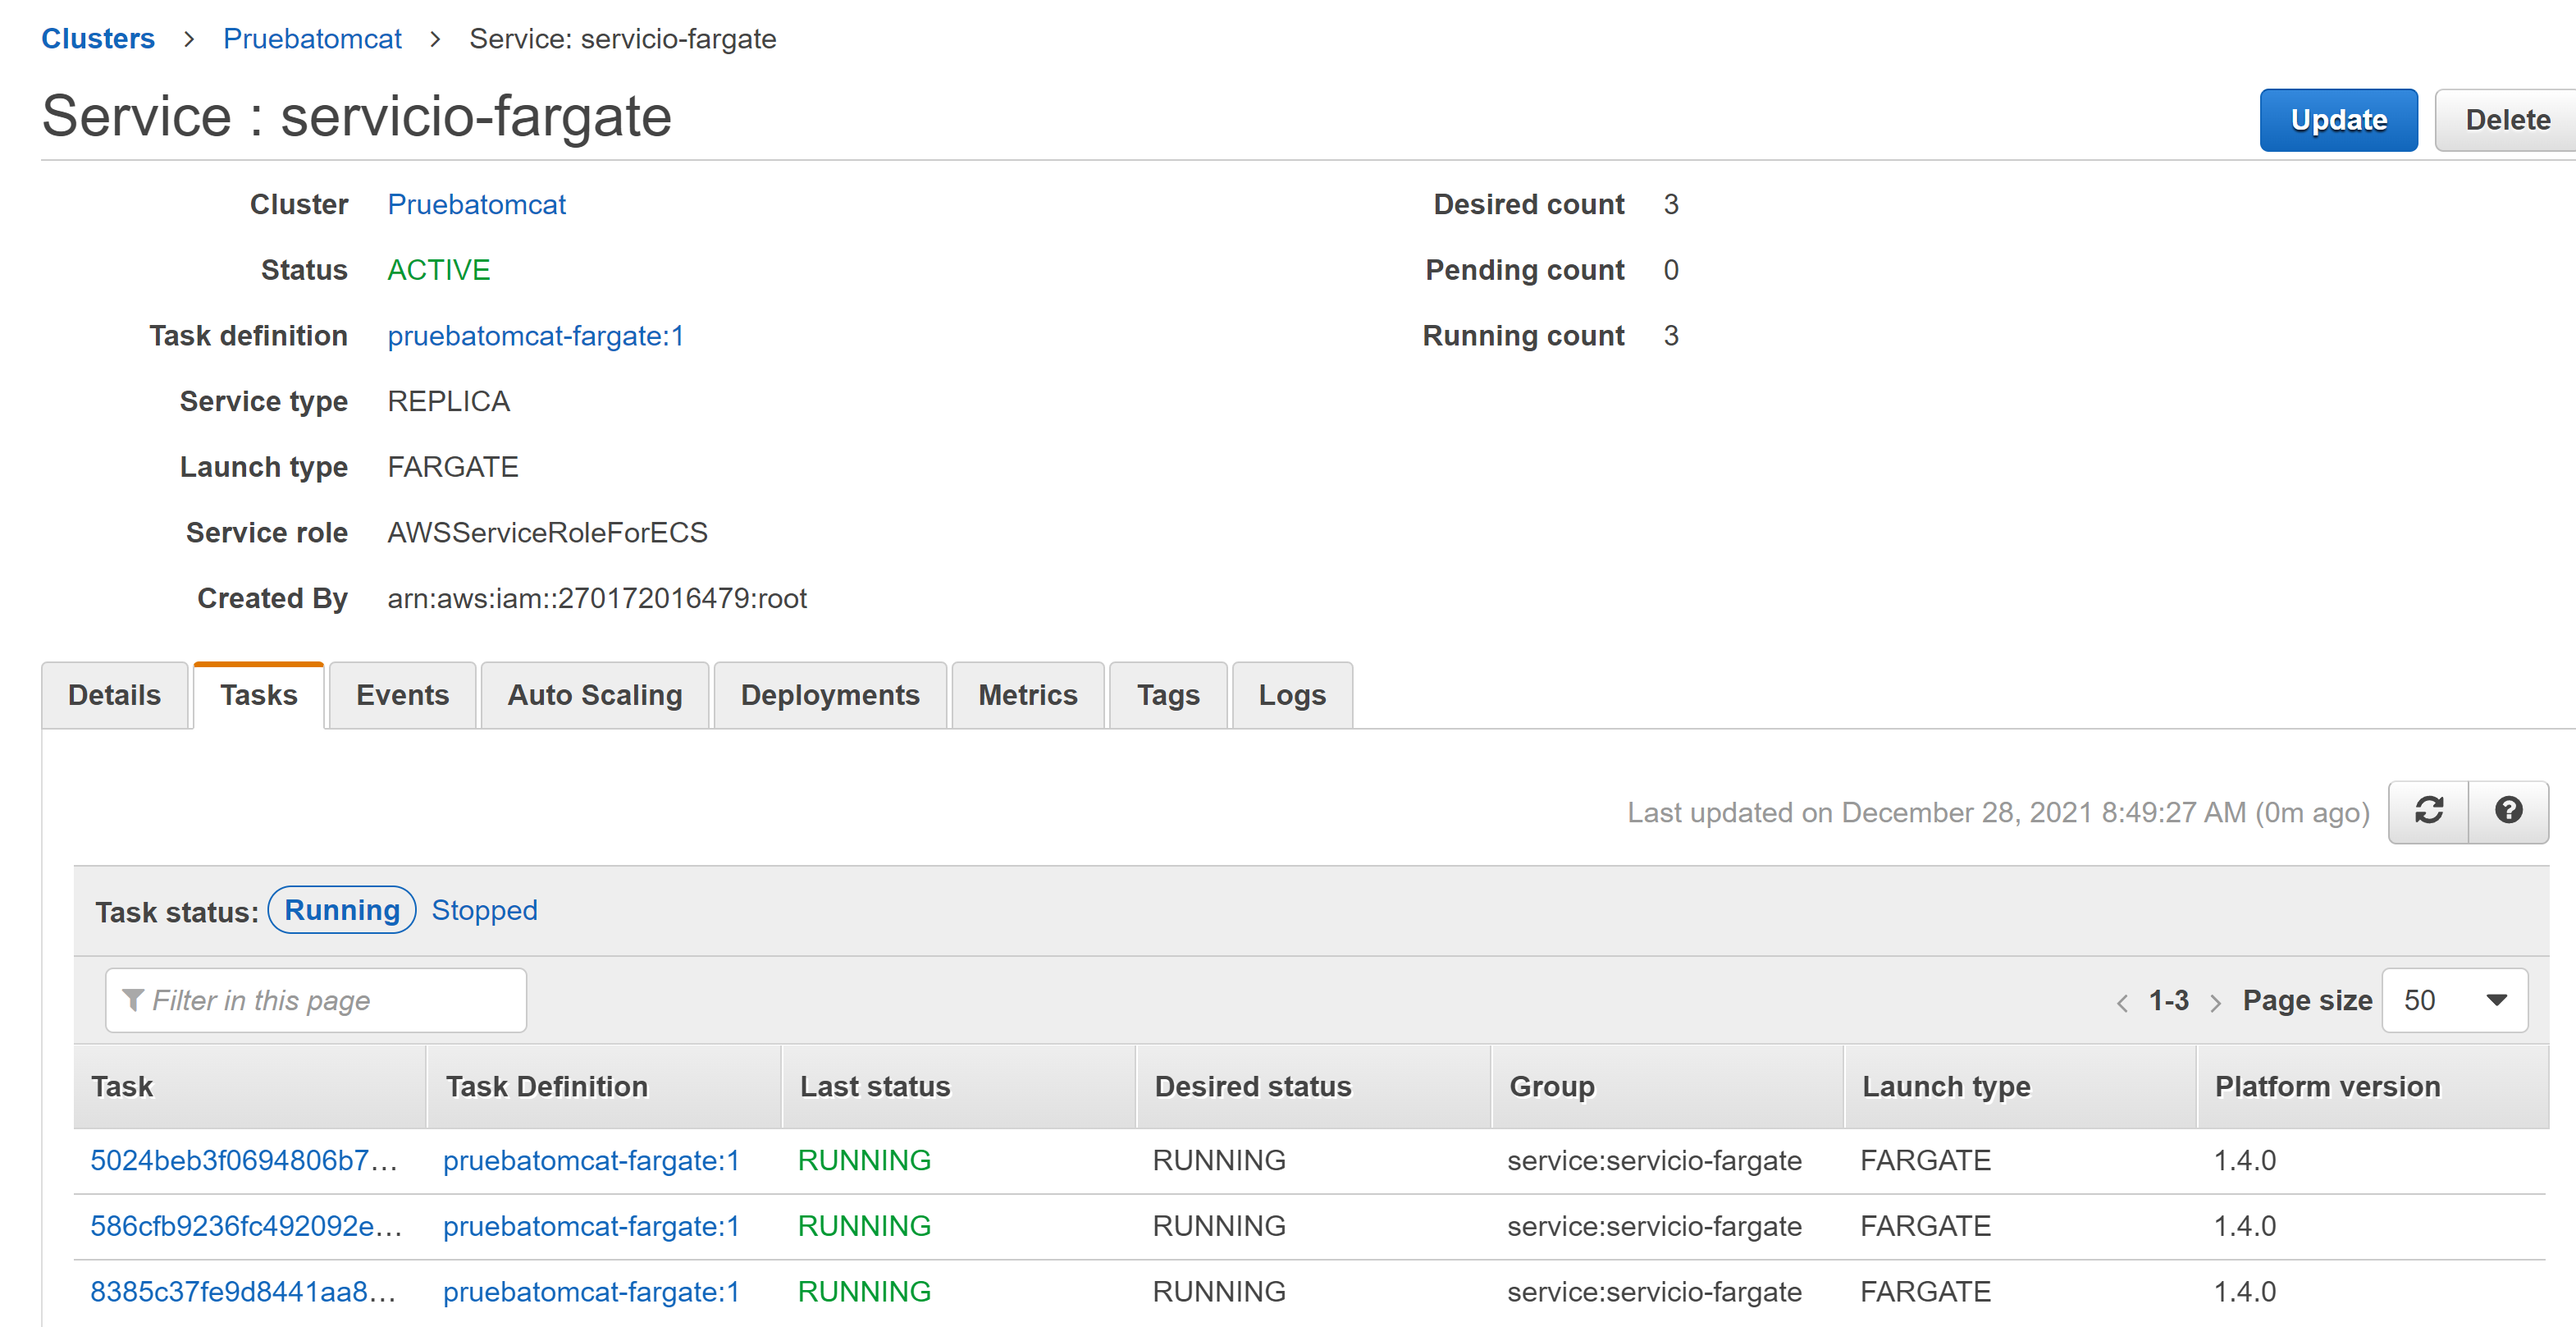 Clusters > Pruebatomcat > Service: servicio-fargate
Service : servicio-fargate
Update Delete
Cluster Pruebatomcat
Status ACTIVE
Task definition pruebatomcat-fargate:1
Service type REPLICA
Launch type FARGATE
Service role AWSServiceRoleForECS
Created By arn:aws:iam::270172016479:root
Desired count 3
Pending count 0
Running count 3
Details Tasks Events Auto Scaling Deployments Metrics Tags Logs
Last updated on December 28, 2021 8:49:27 AM (0m ago)
Task status: Running Stopped
Filter in this page
< 1-3 > Page size 50
Task Task Definition Last status Desired status Group Launch type Platform version
5024beb3f0694806b7... pruebatomcat-fargate:1 RUNNING RUNNING service:servicio-fargate FARGATE 1.4.0
586cfb9236fc492092e... pruebatomcat-fargate:1 RUNNING RUNNING service:servicio-fargate FARGATE 1.4.0
8385c37fe9d8441aa8... pruebatomcat-fargate:1 RUNNING RUNNING service:servicio-fargate FARGATE 1.4.0